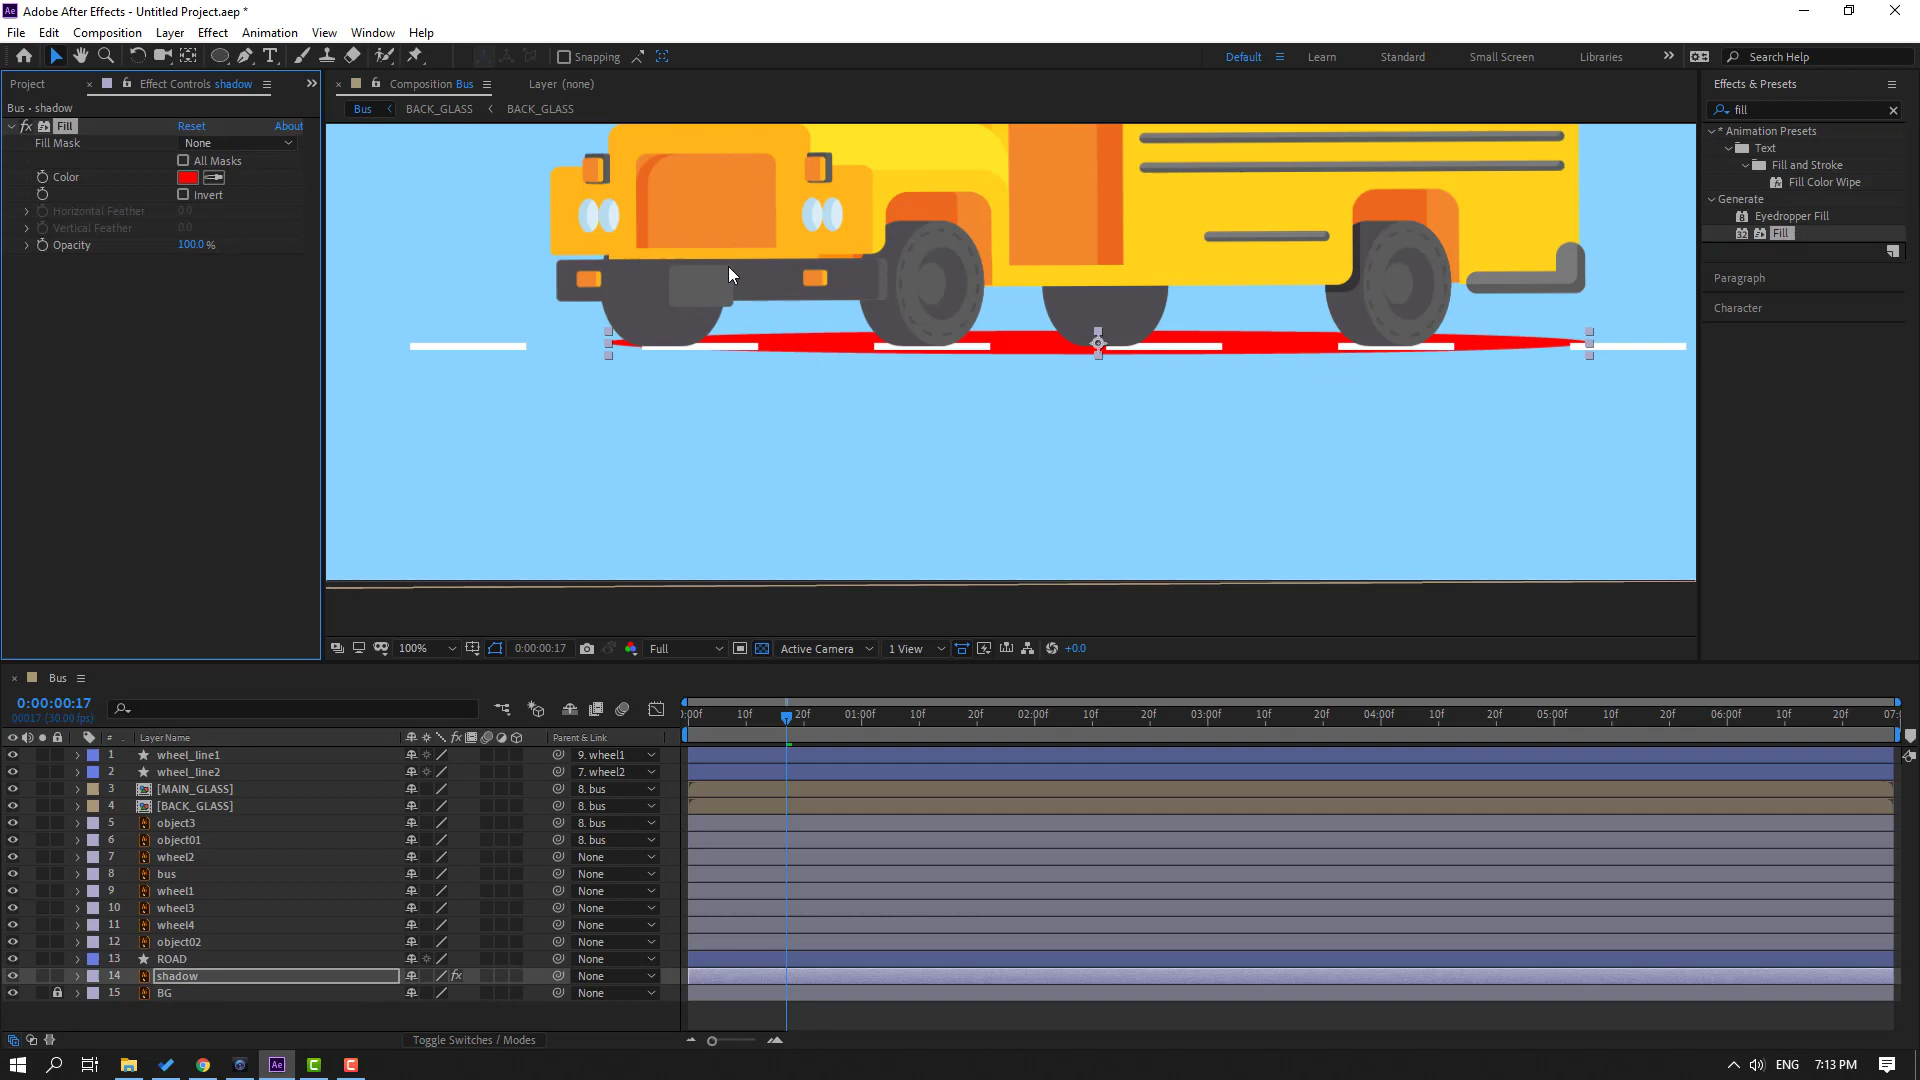 Adobe After Effects - Untitled Project.aep *
File Edit Composition Layer Effect Animation View Window Help
Snapping Default Learn Standard Small Screen Libraries Search Help
Project Effect Controls shadow Composition Bus Layer (none) Effects & Presets
Bus • shadow Bus BACK_GLASS BACK_GLASS fill
fx Fill Reset About
Fill Mask None
All Masks
Color
Invert
Horizontal Feather 0.0
Vertical Feather 0.0
Opacity 100.0 %
* Animation Presets
Text
Fill and Stroke
Fill Color Wipe
Generate
Eyedropper Fill
Fill
Paragraph
Character
100% 0:00:00:17 Full Active Camera 1 View +0.0
Bus
0:00:00:17
00017 (30.00 fps)
:00f 10f 20f 01:00f 10f 20f 02:00f 10f 20f 03:00f 10f 20f 04:00f 10f 20f 05:00f 10f 20f 06:00f 10f 20f 07:
# Layer Name Parent & Link
1 wheel_line1 9. wheel1
2 wheel_line2 7. wheel2
3 [MAIN_GLASS] 8. bus
4 [BACK_GLASS] 8. bus
5 object3 8. bus
6 object01 8. bus
7 wheel2 None
8 bus None
9 wheel1 None
10 wheel3 None
11 wheel4 None
12 object02 None
13 ROAD None
14 shadow fx None
15 BG None
Toggle Switches / Modes
ENG 7:13 PM